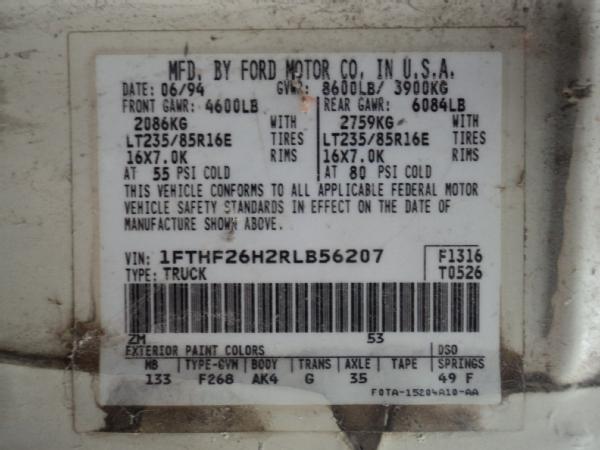 MFD. BY FORD MOTOR CO. IN U.S.A.
DATE: 06/94 GVWR: 8600LB/ 3900KG
FRONT GAWR: 4600LB REAR GAWR: 6084LB
2086KG WITH 2759KG WITH
LT235/85R16E TIRES LT235/85R16E TIRES
16X7.0K RIMS 16X7.0K RIMS
AT 55 PSI COLD AT 80 PSI COLD
THIS VEHICLE CONFORMS TO ALL APPLICABLE FEDERAL MOTOR
VEHICLE SAFETY STANDARDS IN EFFECT ON THE DATE OF
MANUFACTURE SHOWN ABOVE.
VIN: 1FTHF26H2RLB56207 F1316
TYPE: TRUCK T0526
ZM 53
EXTERIOR PAINT COLORS DSO
WB TYPE-GVW BODY TRANS AXLE TAPE SPRINGS
133 F268 AK4 G 35 49 F
F0TA-15204A10-AA